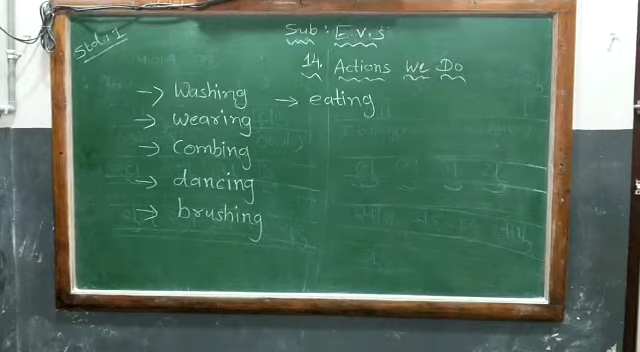 Std: 1
Sub: E.V.S
14. Actions We Do
→ Washing → eating
→ wearing
→ Combing
→ dancing
→ brushing